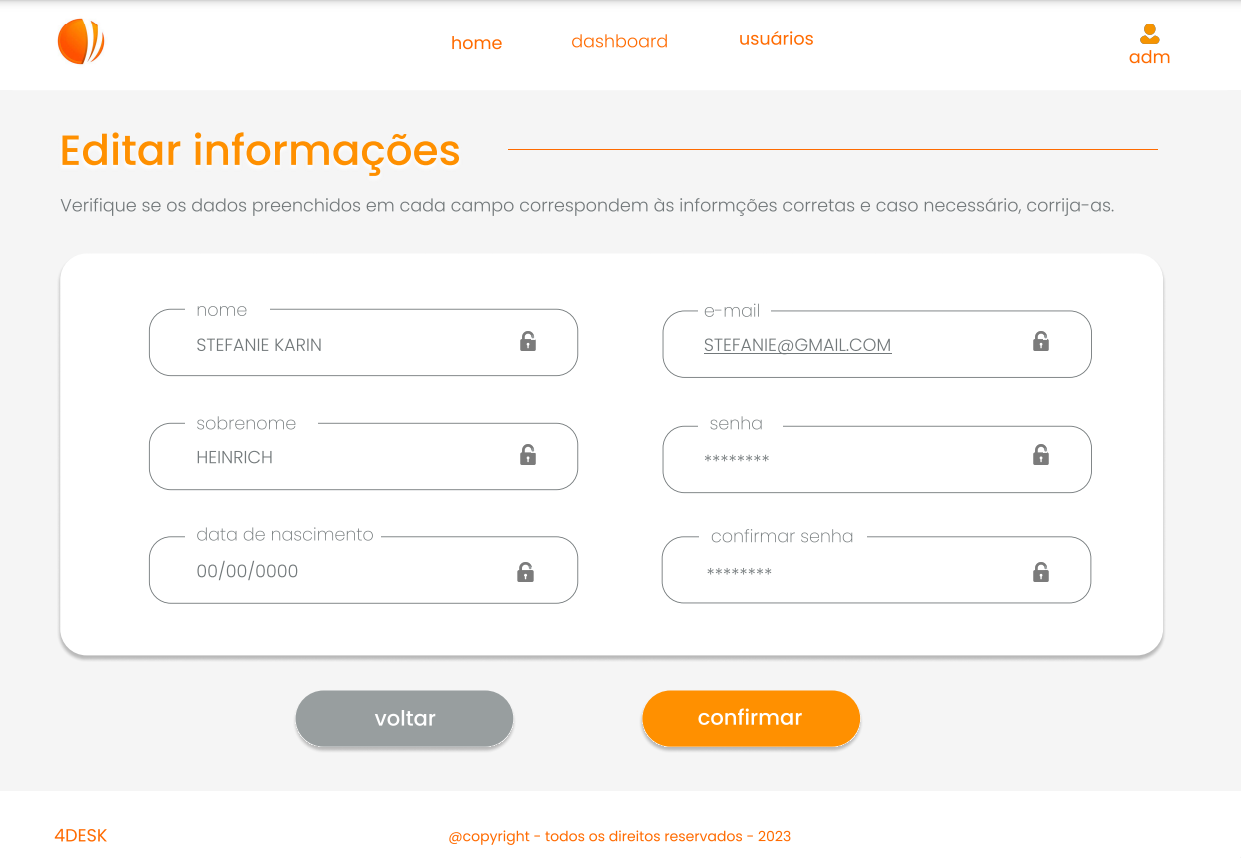 home dashboard usuários
adm
Editar informações
Verifique se os dados preenchidos em cada campo correspondem às informções corretas e caso necessário, corrija-as.
nome
STEFANIE KARIN
e-mail
STEFANIE@GMAIL.COM
sobrenome
HEINRICH
senha
********
data de nascimento
00/00/0000
confirmar senha
********
voltar
confirmar
4DESK
@copyright - todos os direitos reservados - 2023